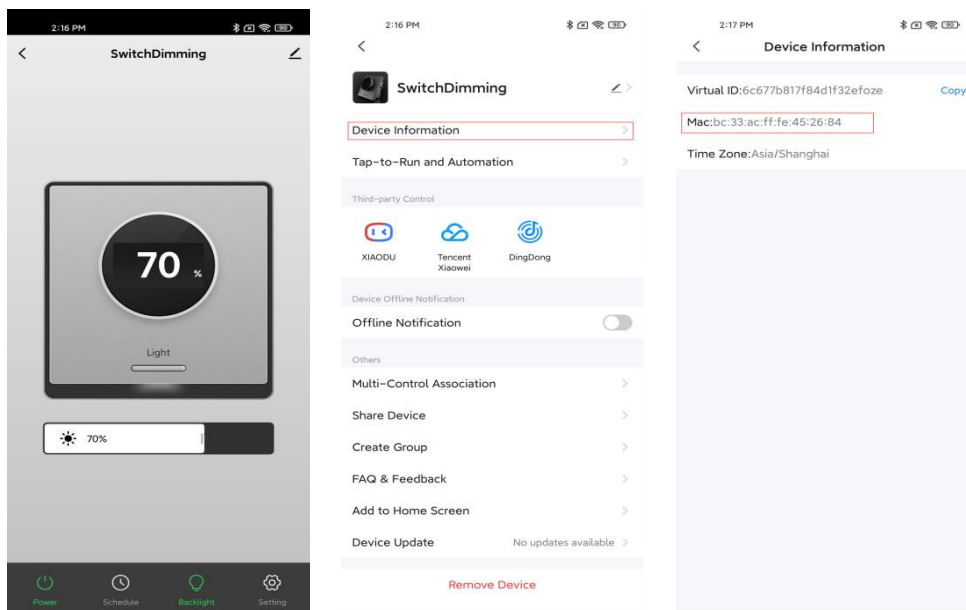 2:16 PM
90
SwitchDimming
70 %
Light
70%
Power
Schedule
Backlight
Setting
2:16 PM
90
SwitchDimming
Device Information
Tap-to-Run and Automation
Third-party Control
XIAODU
Tencent
Xiaowei
DingDong
Device Offline Notification
Offline Notification
Others
Multi-Control Association
Share Device
Create Group
FAQ & Feedback
Add to Home Screen
Device Update No updates available
Remove Device
2:17 PM
90
Device Information
Virtual ID:6c677b817f84d1f32efoze Copy
Mac:bc:33:ac:ff:fe:45:26:84
Time Zone:Asia/Shanghai